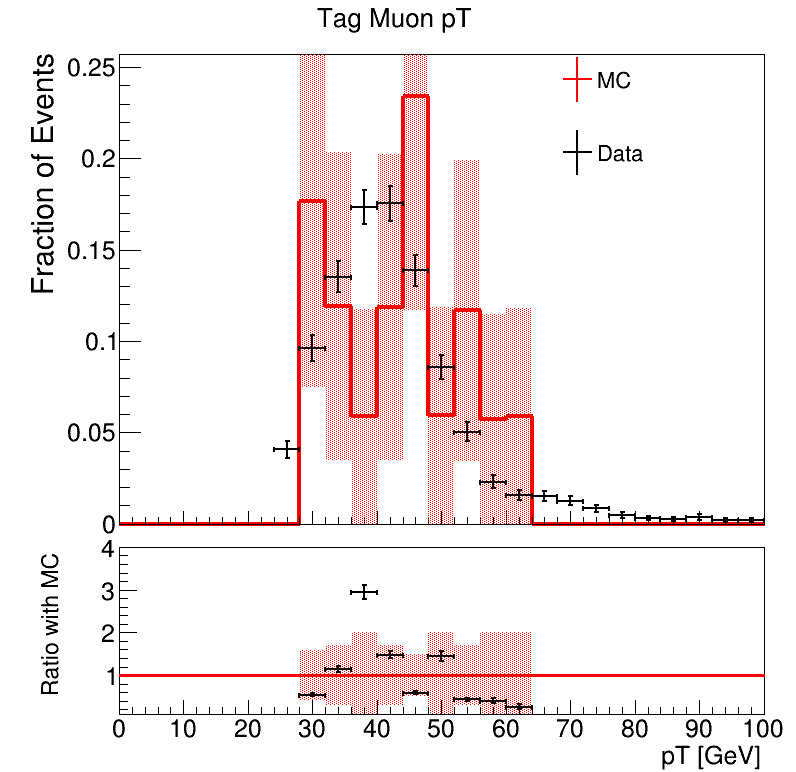 Tag Muon pT
Fraction of Events
0.25
0.2
0.15
0.1
0.05
0
MC
Data
Ratio with MC
4
3
2
1
0 10 20 30 40 50 60 70 80 90 100
pT [GeV]